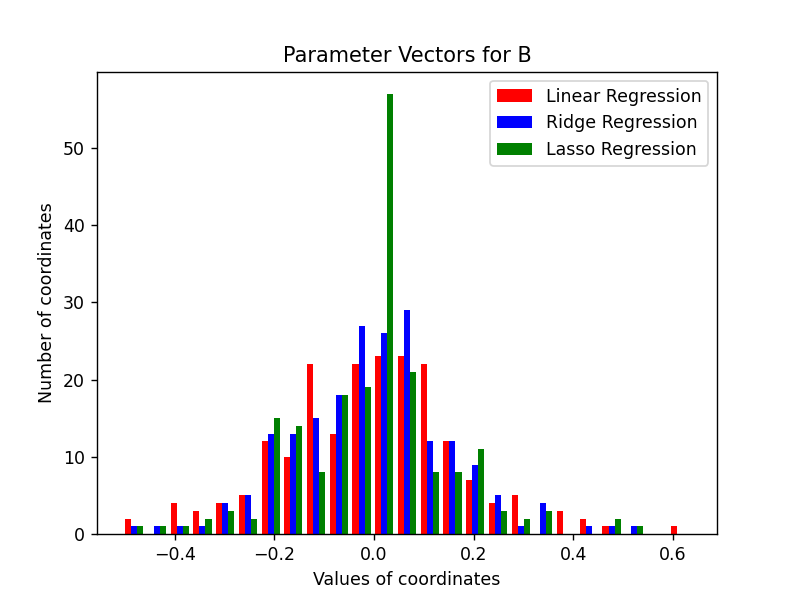 Parameter Vectors for B
Linear Regression
Ridge Regression
Lasso Regression
Number of coordinates
50
40
30
20
10
0
−0.4
−0.2
0.0
0.2
0.4
0.6
Values of coordinates